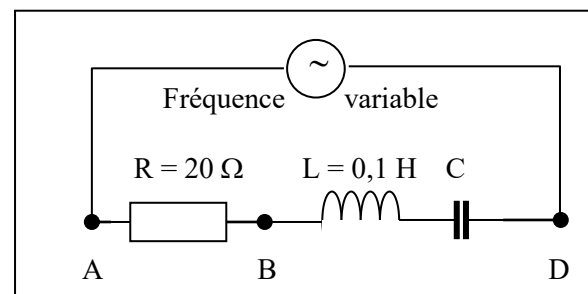 ~
Fréquence variable
R = 20 Ω L = 0,1 H C
A B D